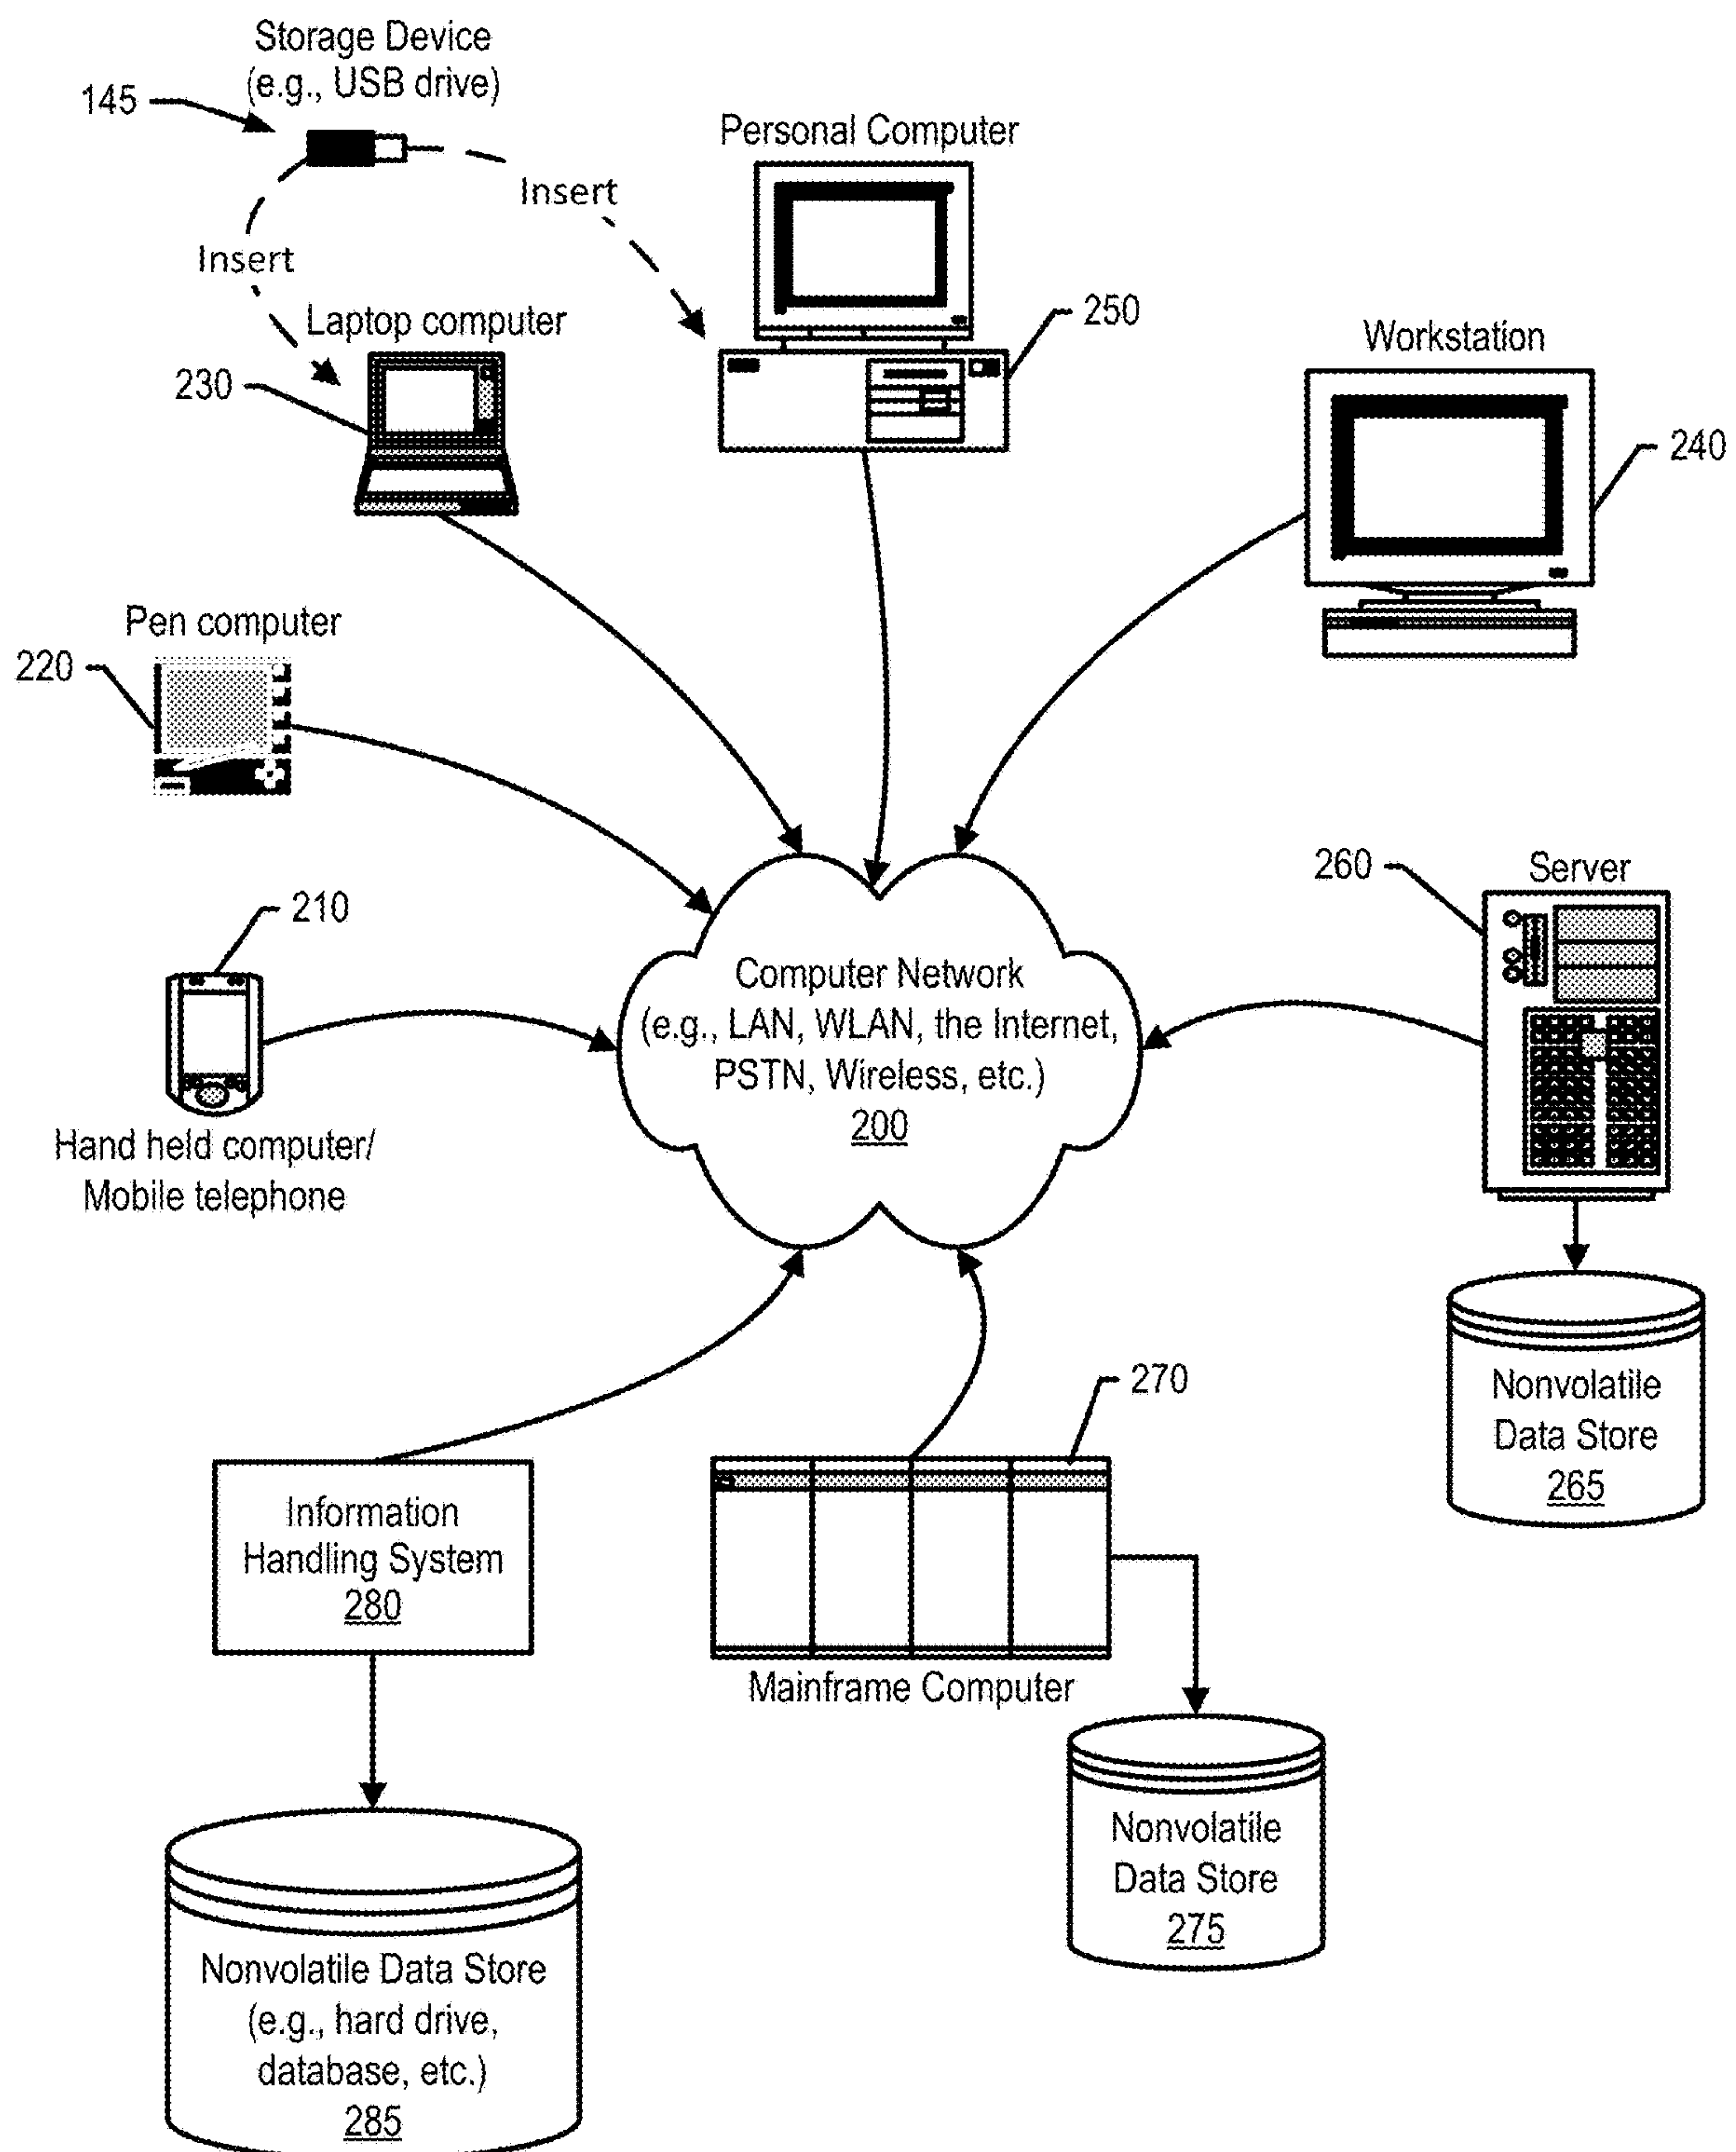 Storage Device
(e.g., USB drive)
145
Personal Computer
Insert
Insert
Laptop computer
250
Workstation
230
240
Pen computer
220
260
Server
210
Computer Network
(e.g., LAN, WLAN, the Internet,
PSTN, Wireless, etc.)
200
Hand held computer/
Mobile telephone
270
Nonvolatile
Data Store
265
Information
Handling System
280
Mainframe Computer
Nonvolatile
Data Store
275
Nonvolatile Data Store
(e.g., hard drive,
database, etc.)
285